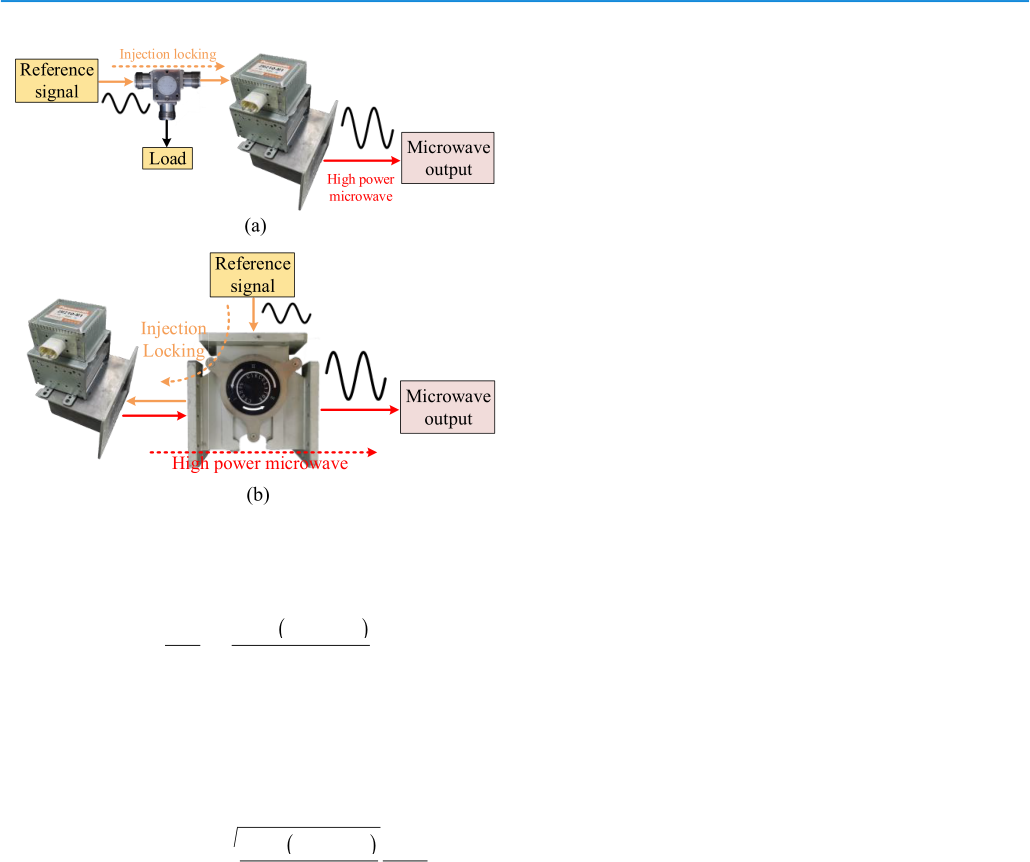 Injection locking
Reference
signal
Load
Microwave
output
High power
microwave
(a)
Reference
signal
Injection
Locking
Microwave
output
High power microwave
(b)
( )
( )